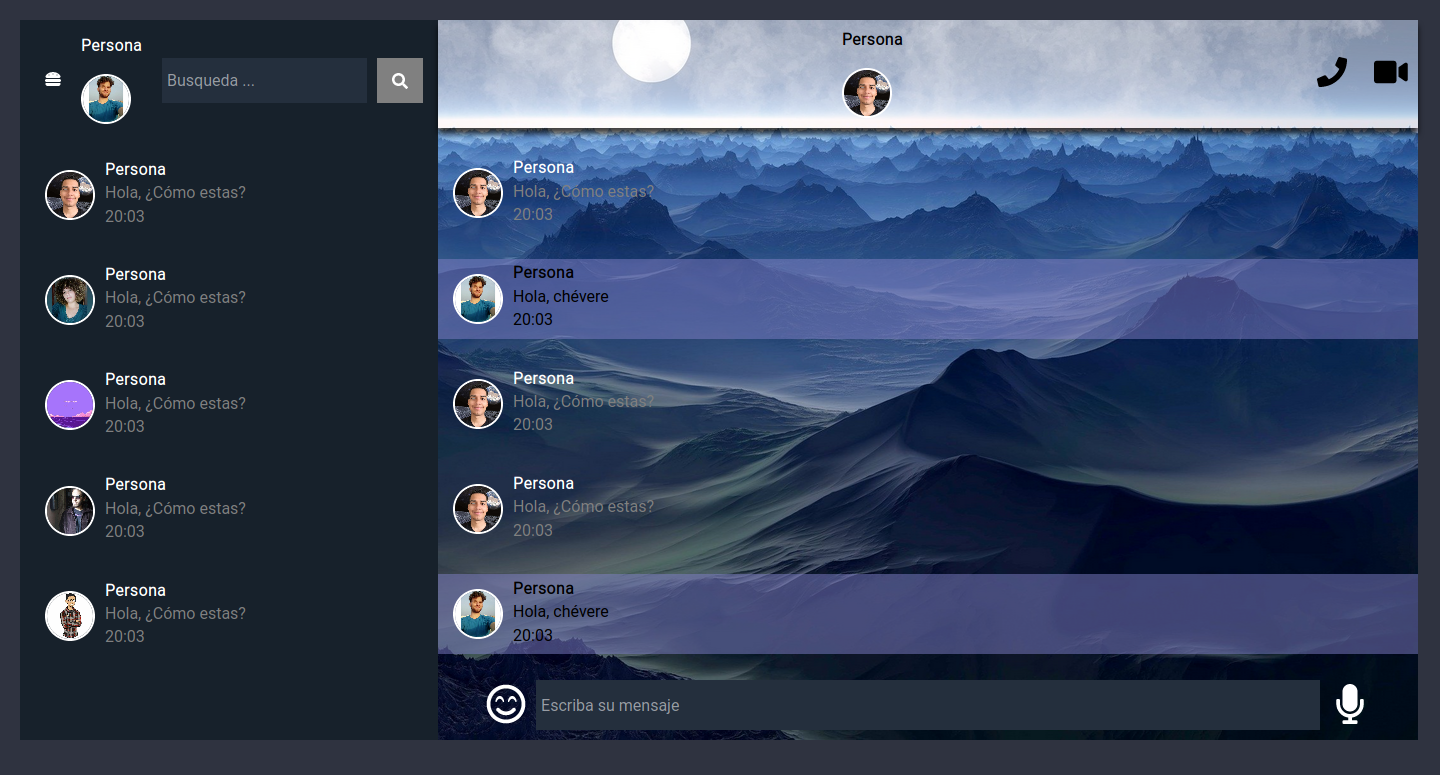 Persona
Busqueda ...
Persona
Hola, ¿Cómo estas?
20:03
Persona
Hola, ¿Cómo estas?
20:03
Persona
Hola, ¿Cómo estas?
20:03
Persona
Hola, ¿Cómo estas?
20:03
Persona
Hola, ¿Cómo estas?
20:03
Persona
Persona
Hola, ¿Cómo estas?
20:03
Persona
Hola, chévere
20:03
Persona
Hola, ¿Cómo estas?
20:03
Persona
Hola, ¿Cómo estas?
20:03
Persona
Hola, chévere
20:03
Escriba su mensaje